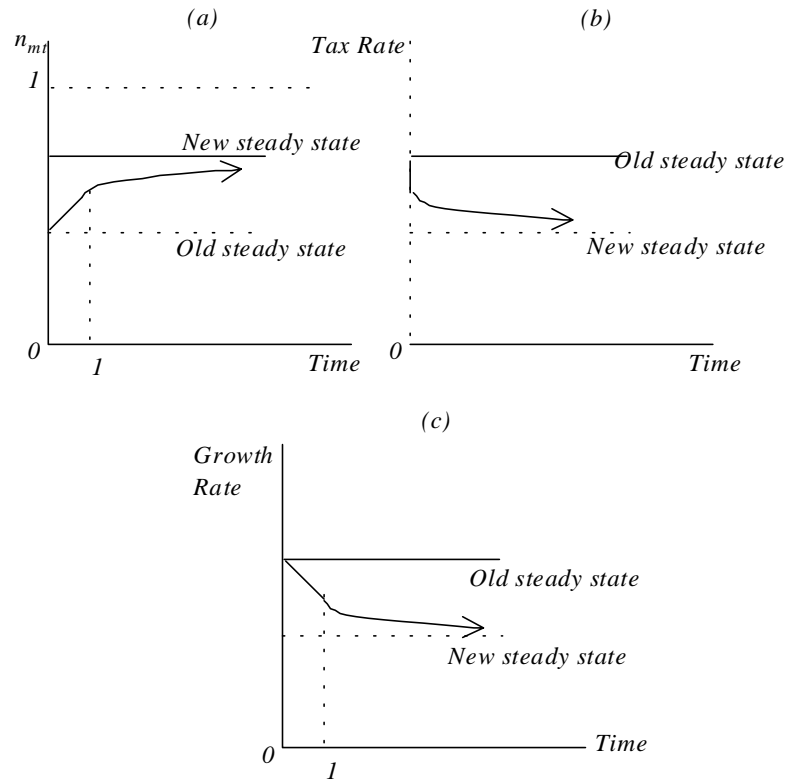 (a)
n_mt
1
New steady state
Old steady state
0
1
Time
(b)
Tax Rate
Old steady state
New steady state
0
Time
(c)
Growth
Rate
Old steady state
New steady state
0
1
Time